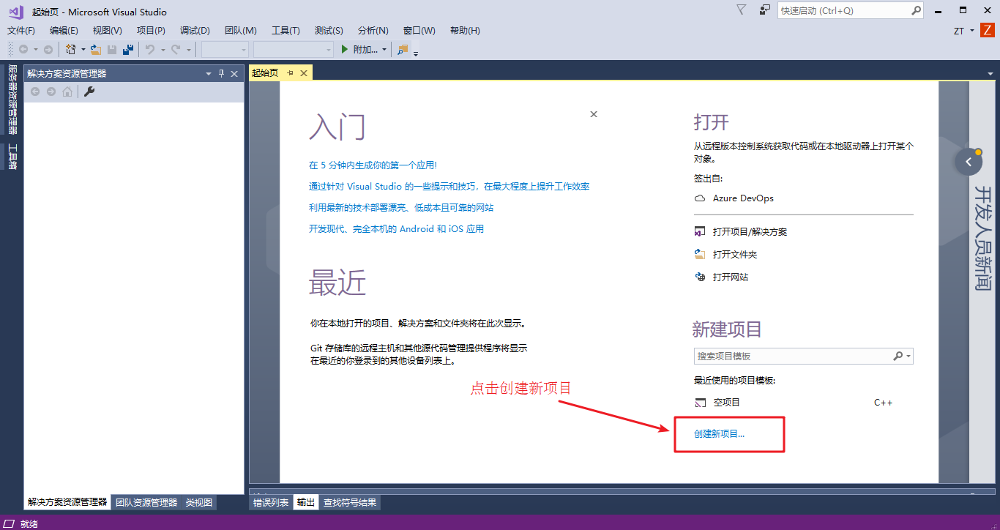 起始页 - Microsoft Visual Studio
快速启动 (Ctrl+Q)
文件(F) 编辑(E) 视图(V) 项目(P) 调试(D) 团队(M) 工具(T) 测试(S) 分析(N) 窗口(W) 帮助(H)
ZT
Z
附加...
服务器资源管理器
工具箱
解决方案资源管理器
起始页
入门
在 5 分钟内生成你的第一个应用!
通过针对 Visual Studio 的一些提示和技巧，在最大程度上提升工作效率
利用最新的技术部署漂亮、低成本且可靠的网站
开发现代、完全本机的 Android 和 iOS 应用
最近
你在本地打开的项目、解决方案和文件夹将在此次显示。
Git 存储库的远程主机和其他源代码管理提供程序将显示
在最近的你登录到的其他设备列表上。
点击创建新项目
打开
从远程版本控制系统获取代码或在本地驱动器上打开某个
对象。
签出自:
Azure DevOps
打开项目/解决方案
打开文件夹
打开网站
新建项目
搜索项目模板
最近使用的项目模板:
空项目 C++
创建新项目...
开发人员新闻
解决方案资源管理器 团队资源管理器 类视图
错误列表 输出 查找符号结果
就绪